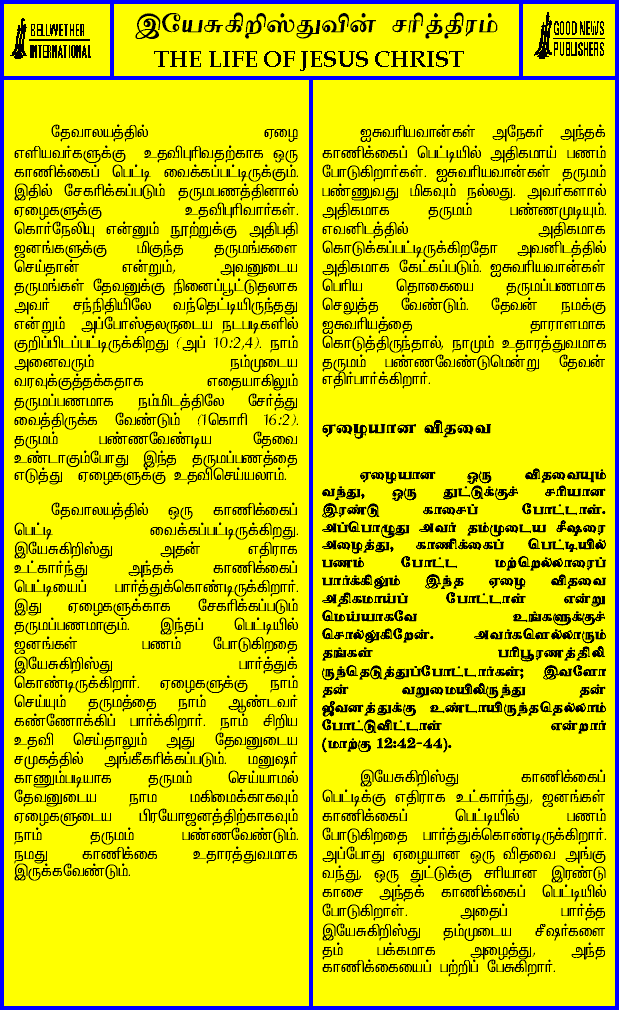 BELLWETHER
INTERNATIONAL
இயேசுகிறிஸ்துவின் சரித்திரம்
THE LIFE OF JESUS CHRIST
GOOD NEWS
PUBLISHERS
தேவாலயத்தில் ஏழை
எளியவர்களுக்கு உதவிபுரிவதற்காக ஒரு
காணிக்கைப் பெட்டி வைக்கப்பட்டிருக்கும்.
இதில் சேகரிக்கப்படும் தருமபணத்தினால்
ஏழைகளுக்கு உதவிபுரிவார்கள்.
கொர்நேலியு என்னும் நூற்றுக்கு அதிபதி
ஜனங்களுக்கு மிகுந்த தருமங்களை
செய்தான் என்றும், அவனுடைய
தருமங்கள் தேவனுக்கு நினைப்பூட்டுதலாக
அவர் சந்நிதியிலே வந்தெட்டியிருந்தது
என்றும் அப்போஸ்தலருடைய நடபடிகளில்
குறிப்பிடப்பட்டிருக்கிறது (அப் 10:2,4). நாம்
அனைவரும் நம்முடைய
வரவுக்குத்தக்கதாக எதையாகிலும்
தருமப்பணமாக நம்மிடத்திலே சேர்த்து
வைத்திருக்க வேண்டும் (1கொரி 16:2).
தருமம் பண்ணவேண்டிய தேவை
உண்டாகும்போது இந்த தருமப்பணத்தை
எடுத்து ஏழைகளுக்கு உதவிசெய்யலாம்.
தேவாலயத்தில் ஒரு காணிக்கைப்
பெட்டி வைக்கப்பட்டிருக்கிறது.
இயேசுகிறிஸ்து அதன் எதிராக
உட்கார்ந்து அந்தக் காணிக்கைப்
பெட்டியைப் பார்த்துக்கொண்டிருக்கிறார்.
இது ஏழைகளுக்காக சேகரிக்கப்படும்
தருமப்பணமாகும். இந்தப் பெட்டியில்
ஜனங்கள் பணம் போடுகிறதை
இயேசுகிறிஸ்து பார்த்துக்
கொண்டிருக்கிறார். ஏழைகளுக்கு நாம்
செய்யும் தருமத்தை நாம் ஆண்டவர்
கண்ணோக்கிப் பார்க்கிறார். நாம் சிறிய
உதவி செய்தாலும் அது தேவனுடைய
சமுகத்தில் அங்கீகரிக்கப்படும். மனுஷர்
காணும்படியாக தருமம் செய்யாமல்
தேவனுடைய நாம மகிமைக்காகவும்
ஏழைகளுடைய பிரயோஜனத்திற்காகவும்
நாம் தருமம் பண்ணவேண்டும்.
நமது காணிக்கை உதாரத்துவமாக
இருக்கவேண்டும்.
ஐசுவரியவான்கள் அநேகர் அந்தக்
காணிக்கைப் பெட்டியில் அதிகமாய் பணம்
போடுகிறார்கள். ஐசுவரியவான்கள் தருமம்
பண்ணுவது மிகவும் நல்லது. அவர்களால்
அதிகமாக தருமம் பண்ணமுடியும்.
எவனிடத்தில் அதிகமாக
கொடுக்கப்பட்டிருக்கிறதோ அவனிடத்தில்
அதிகமாக கேட்கப்படும். ஐசுவரியவான்கள்
பெரிய தொகையை தருமப்பணமாக
செலுத்த வேண்டும். தேவன் நமக்கு
ஐசுவரியத்தை தாராளமாக
கொடுத்திருந்தால், நாமும் உதாரத்துவமாக
தருமம் பண்ணவேண்டுமென்று தேவன்
எதிர்பார்க்கிறார்.
ஏழையான விதவை
ஏழையான ஒரு விதவையும்
வந்து, ஒரு துட்டுக்குச் சரியான
இரண்டு காசைப் போட்டாள்.
அப்பொழுது அவர் தம்முடைய சீஷரை
அழைத்து, காணிக்கைப் பெட்டியில்
பணம் போட்ட மற்றெல்லாரைப்
பார்க்கிலும் இந்த ஏழை விதவை
அதிகமாய்ப் போட்டாள் என்று
மெய்யாகவே உங்களுக்குச்
சொல்லுகிறேன். அவர்களெல்லாரும்
தங்கள் பரிபூரணத்திலி
ருந்தெடுத்துப்போட்டார்கள்; இவளோ
தன் வறுமையிலிருந்து தன்
ஜீவனத்துக்கு உண்டாயிருந்ததெல்லாம்
போட்டுவிட்டாள் என்றார்
(மாற்கு 12:42-44).
இயேசுகிறிஸ்து காணிக்கைப்
பெட்டிக்கு எதிராக உட்கார்ந்து, ஜனங்கள்
காணிக்கைப் பெட்டியில் பணம்
போடுகிறதை பார்த்துக்கொண்டிருக்கிறார்.
அப்போது ஏழையான ஒரு விதவை அங்கு
வந்து, ஒரு துட்டுக்கு சரியான இரண்டு
காசை அந்தக் காணிக்கைப் பெட்டியில்
போடுகிறாள். அதைப் பார்த்த
இயேசுகிறிஸ்து தம்முடைய சீஷர்களை
தம் பக்கமாக அழைத்து, அந்த
காணிக்கையைப் பற்றிப் பேசுகிறார்.